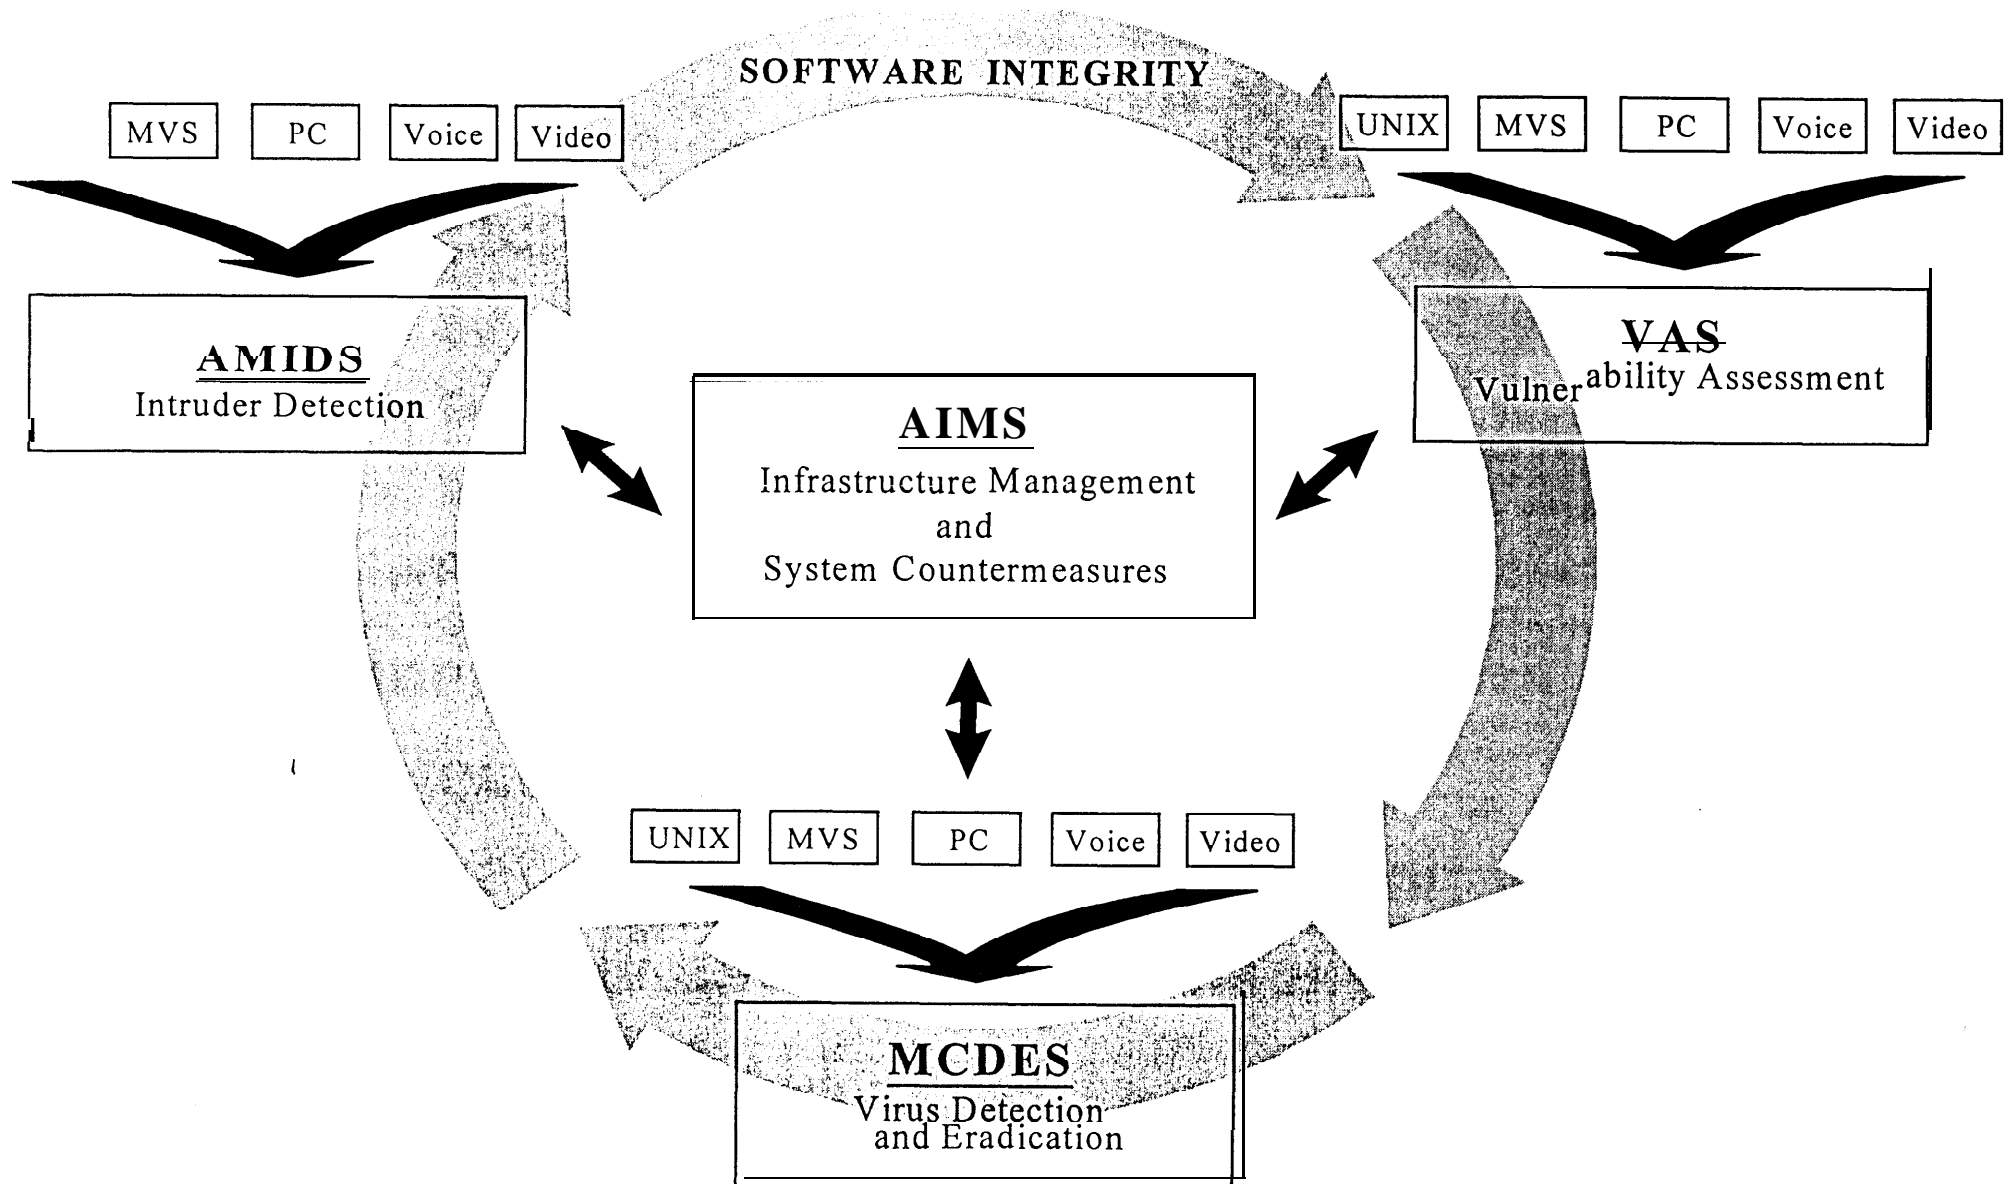 SOFTWARE INTEGRITY
MVS PC Voice Video
UNIX MVS PC Voice Video
AMIDS
Intruder Detection
VAS
Vulnerability Assessment
AIMS
Infrastructure Management
and
System Countermeasures
UNIX MVS PC Voice Video
MCDES
Virus Detection
and Eradication